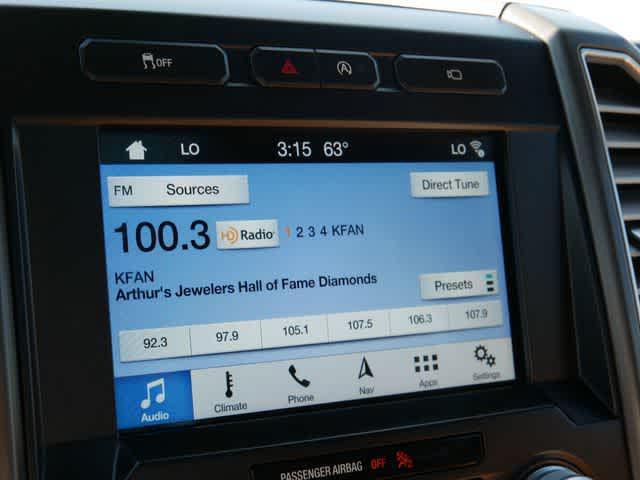 OFF
LO 3:15 63° LO
FM Sources Direct Tune
100.3 HD Radio 1 2 3 4 KFAN
KFAN
Arthur's Jewelers Hall of Fame Diamonds
Presets
92.3 97.9 105.1 107.5 106.3 107.9
Audio Climate Phone Nav Apps Settings
PASSENGER AIRBAG OFF